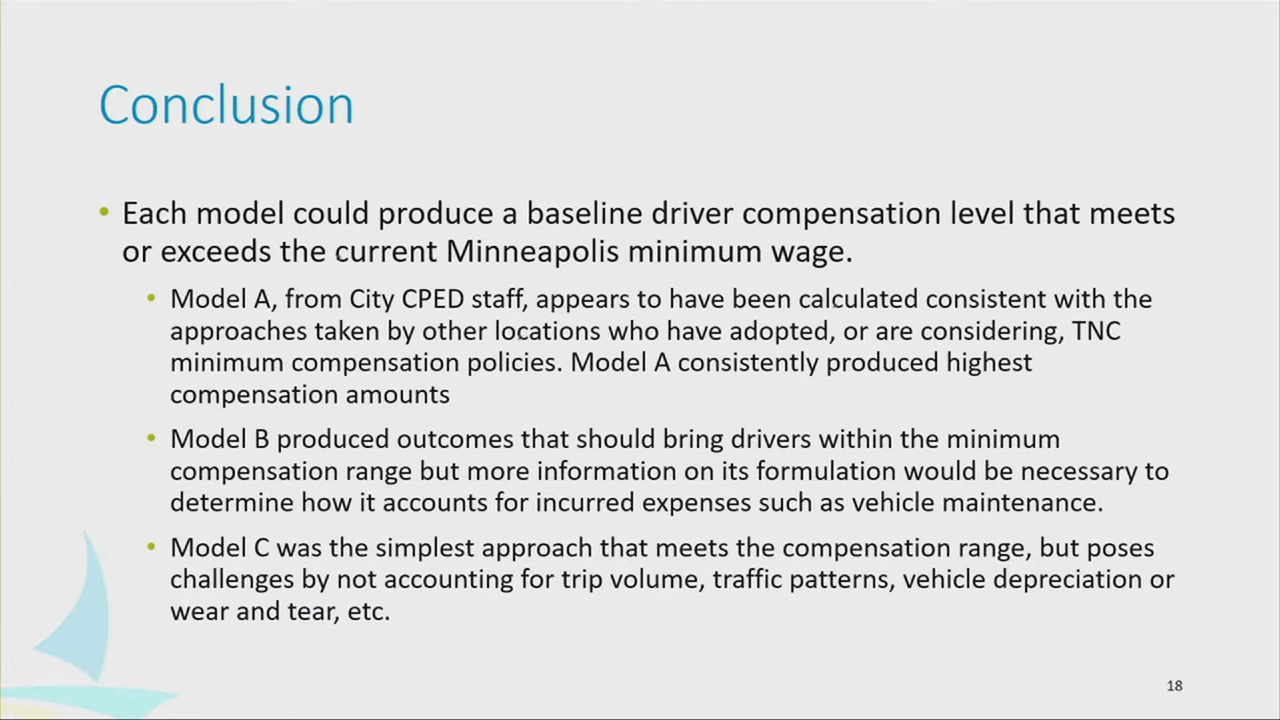 Conclusion
• Each model could produce a baseline driver compensation level that meets
or exceeds the current Minneapolis minimum wage.
• Model A, from City CPED staff, appears to have been calculated consistent with the
approaches taken by other locations who have adopted, or are considering, TNC
minimum compensation policies. Model A consistently produced highest
compensation amounts
• Model B produced outcomes that should bring drivers within the minimum
compensation range but more information on its formulation would be necessary to
determine how it accounts for incurred expenses such as vehicle maintenance.
• Model C was the simplest approach that meets the compensation range, but poses
challenges by not accounting for trip volume, traffic patterns, vehicle depreciation or
wear and tear, etc.
18